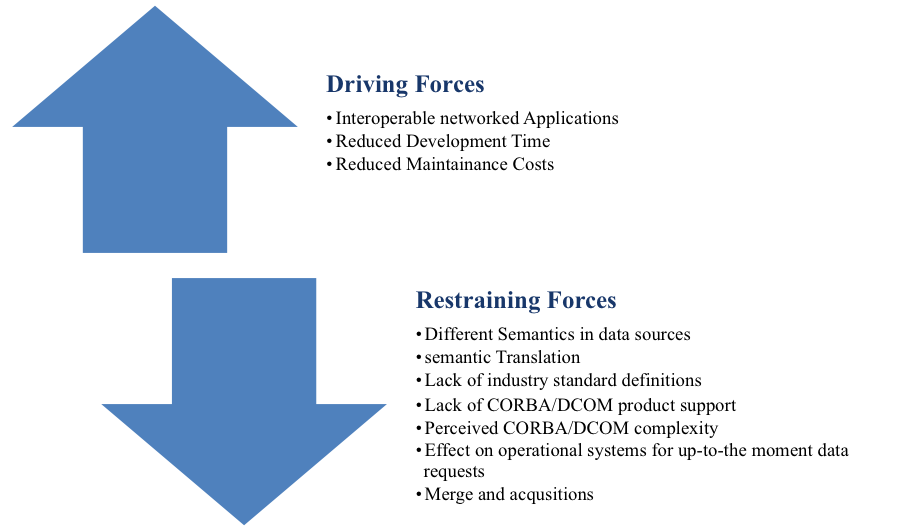 Driving Forces
• Interoperable networked Applications
• Reduced Development Time
• Reduced Maintainance Costs
Restraining Forces
• Different Semantics in data sources
• semantic Translation
• Lack of industry standard definitions
• Lack of CORBA/DCOM product support
• Perceived CORBA/DCOM complexity
• Effect on operational systems for up-to-the moment data
requests
• Merge and acqusitions